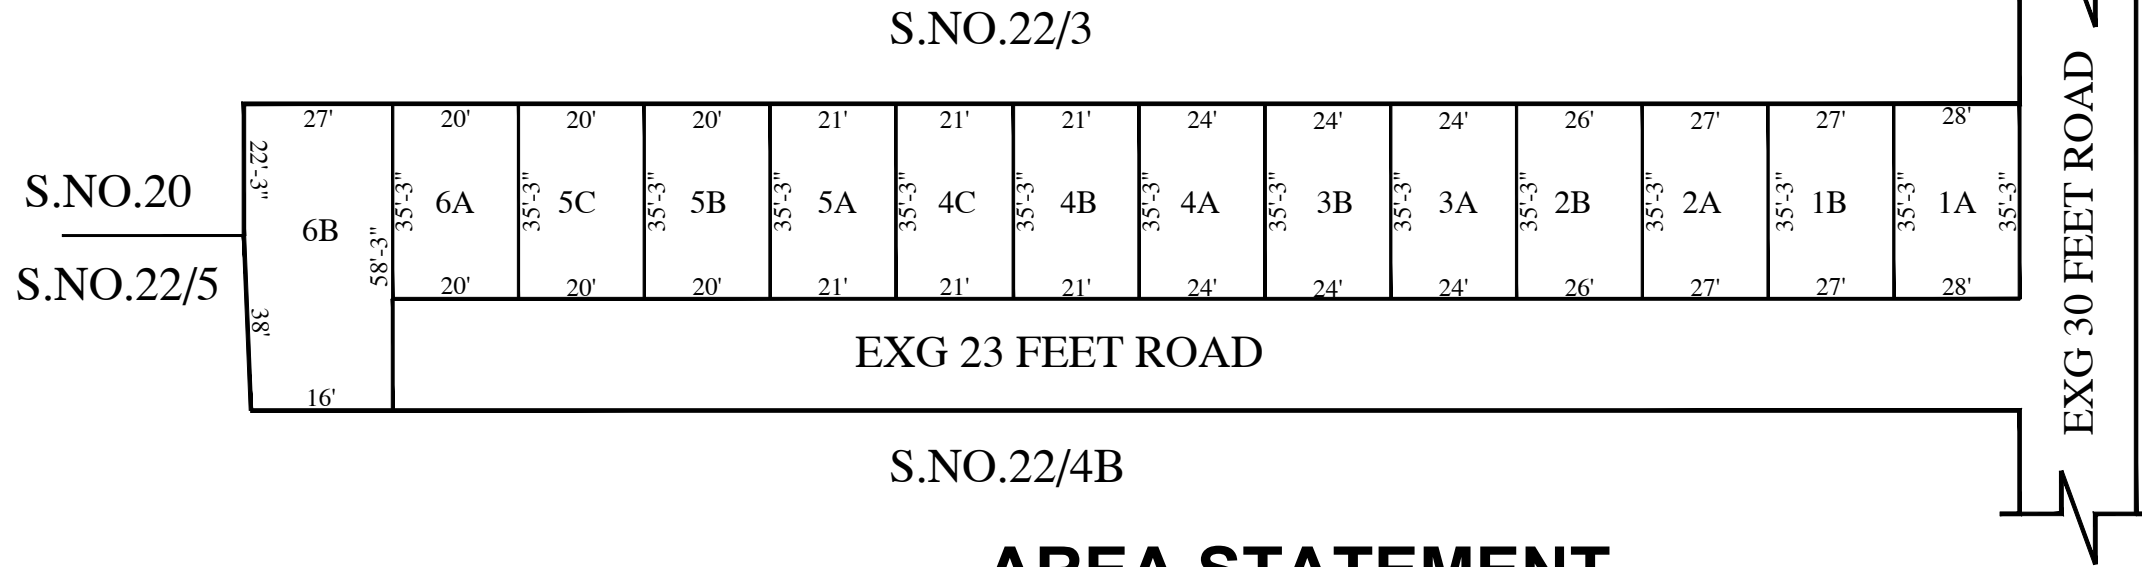 S.NO.22/3
27' 20' 20' 20' 21' 21' 21' 24' 24' 24' 26' 27' 27' 28'
22'-3" 35'-3" 35'-3" 35'-3" 35'-3" 35'-3" 35'-3" 35'-3" 35'-3" 35'-3" 35'-3" 35'-3" 35'-3" 35'-3" 35'-3"
S.NO.20
6B 6A 5C 5B 5A 4C 4B 4A 3B 3A 2B 2A 1B 1A
58'-3"
S.NO.22/5
20' 20' 20' 21' 21' 21' 24' 24' 24' 26' 27' 27' 28'
38'
EXG 23 FEET ROAD
EXG 30 FEET ROAD
16'
S.NO.22/4B
AREA STATEMENT